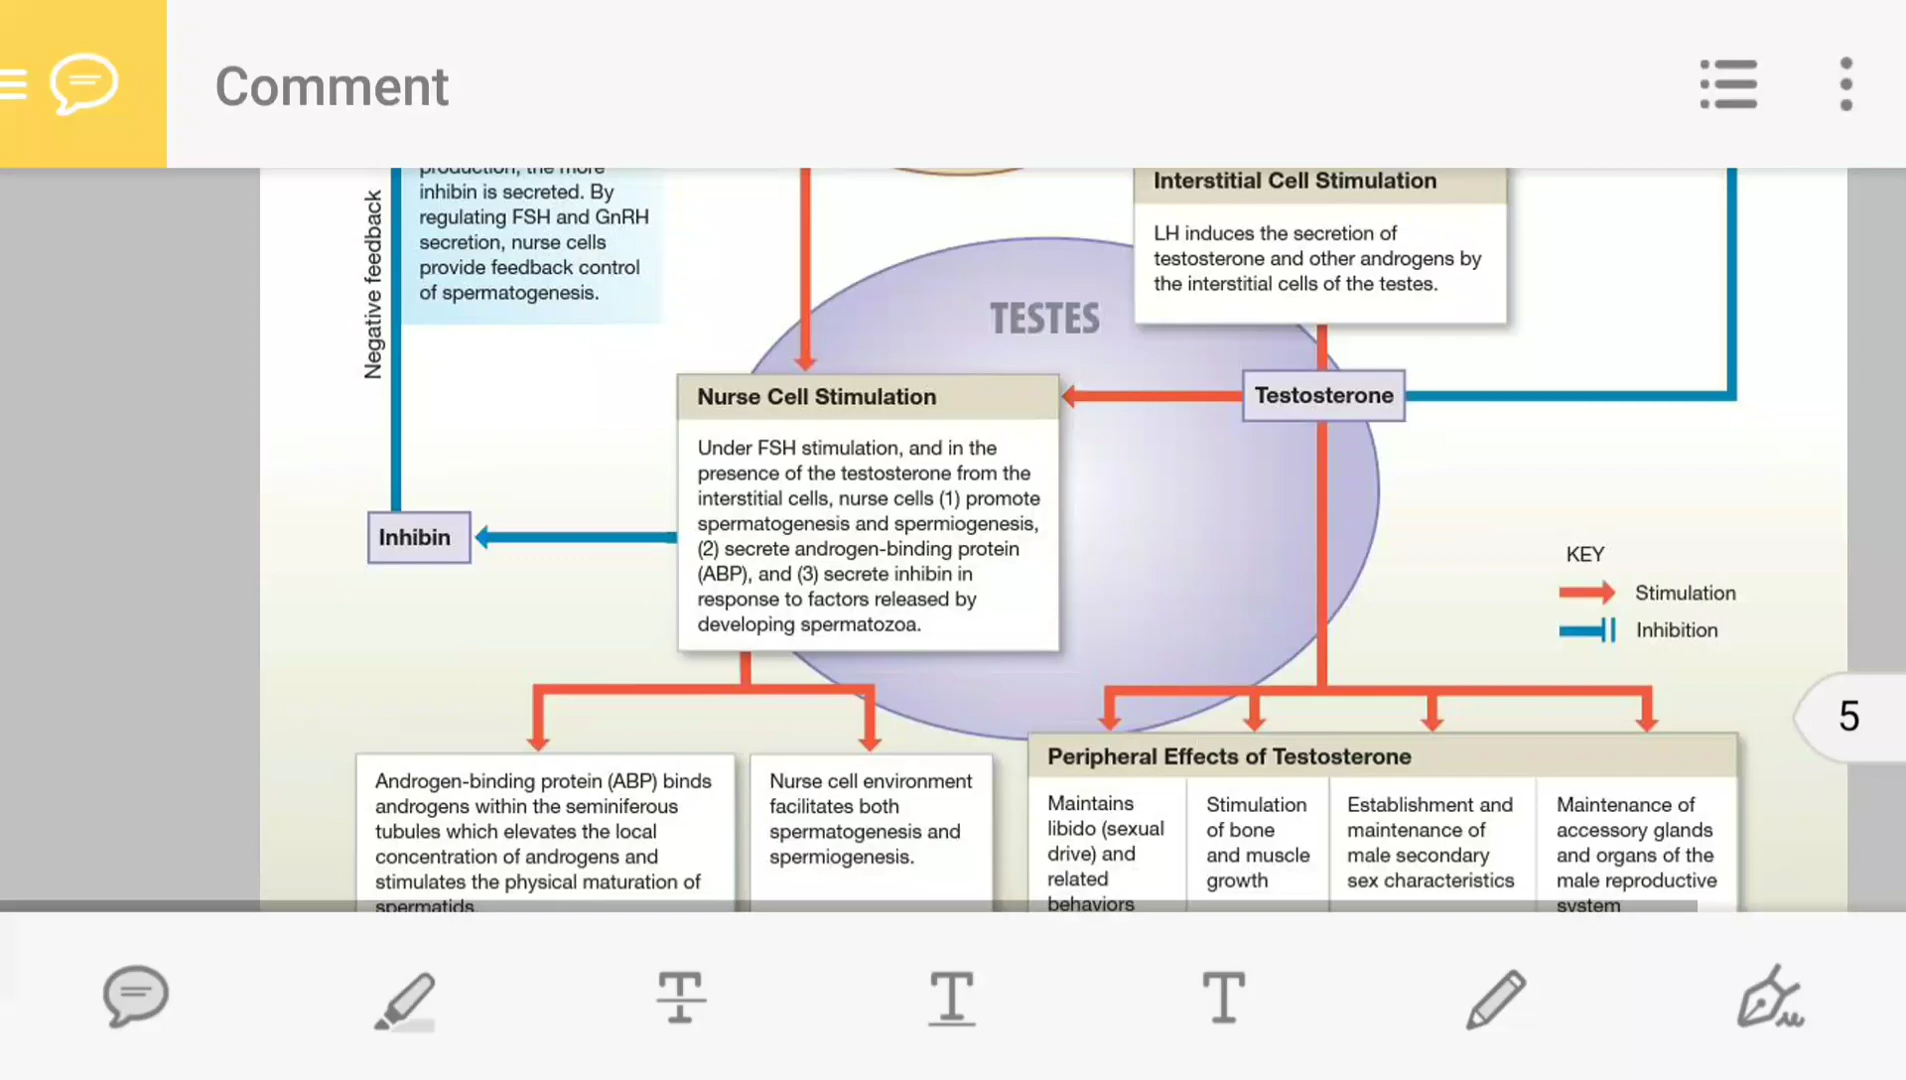 Comment
production, the more
inhibin is secreted. By
regulating FSH and GnRH
secretion, nurse cells
provide feedback control
of spermatogenesis.
Negative feedback
Interstitial Cell Stimulation
LH induces the secretion of
testosterone and other androgens by
the interstitial cells of the testes.
TESTES
Nurse Cell Stimulation
Under FSH stimulation, and in the
presence of the testosterone from the
interstitial cells, nurse cells (1) promote
spermatogenesis and spermiogenesis,
(2) secrete androgen-binding protein
(ABP), and (3) secrete inhibin in
response to factors released by
developing spermatozoa.
Testosterone
Inhibin
KEY
Stimulation
Inhibition
5
Androgen-binding protein (ABP) binds
androgens within the seminiferous
tubules which elevates the local
concentration of androgens and
stimulates the physical maturation of
spermatids.
Nurse cell environment
facilitates both
spermatogenesis and
spermiogenesis.
Peripheral Effects of Testosterone
Maintains
libido (sexual
drive) and
related
behaviors
Stimulation
of bone
and muscle
growth
Establishment and
maintenance of
male secondary
sex characteristics
Maintenance of
accessory glands
and organs of the
male reproductive
system